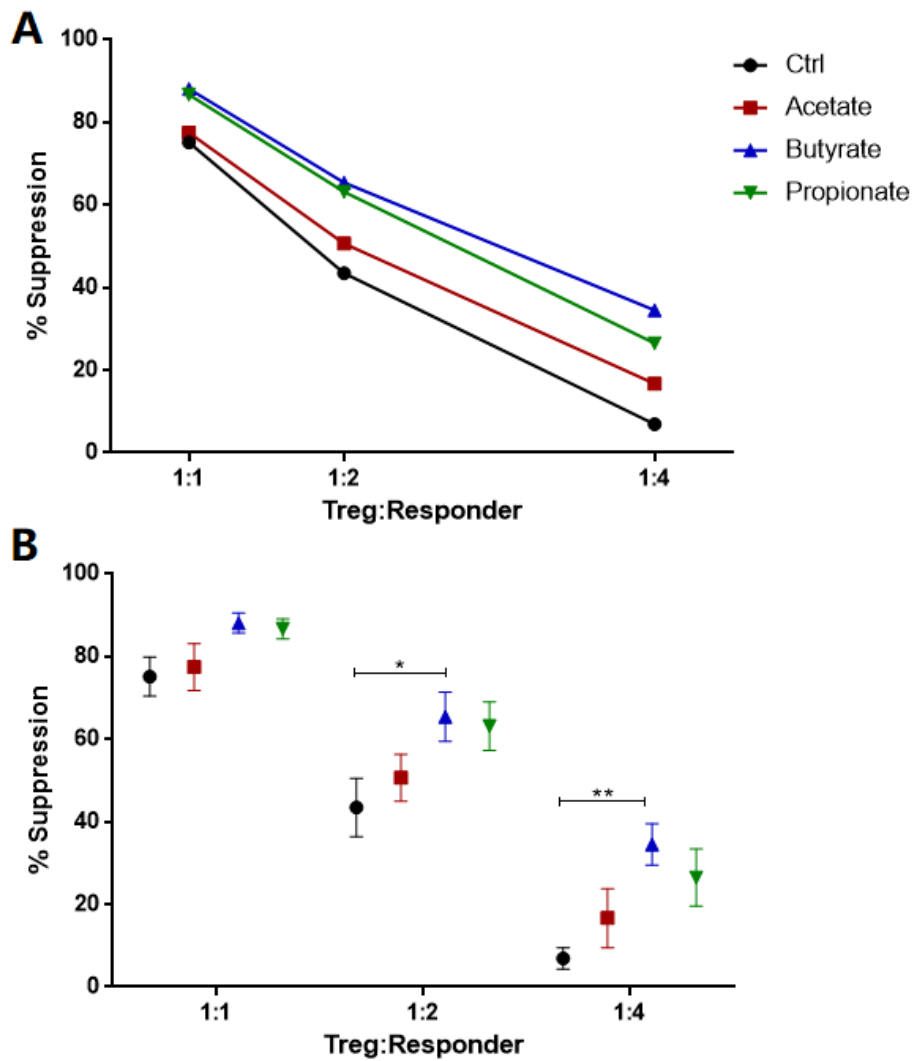 A
100
80
60
40
20
0
% Suppression
1:1 1:2 1:4
Treg:Responder
Ctrl
Acetate
Butyrate
Propionate
B
100
80
60
40
20
0
% Suppression
*
**
1:1 1:2 1:4
Treg:Responder